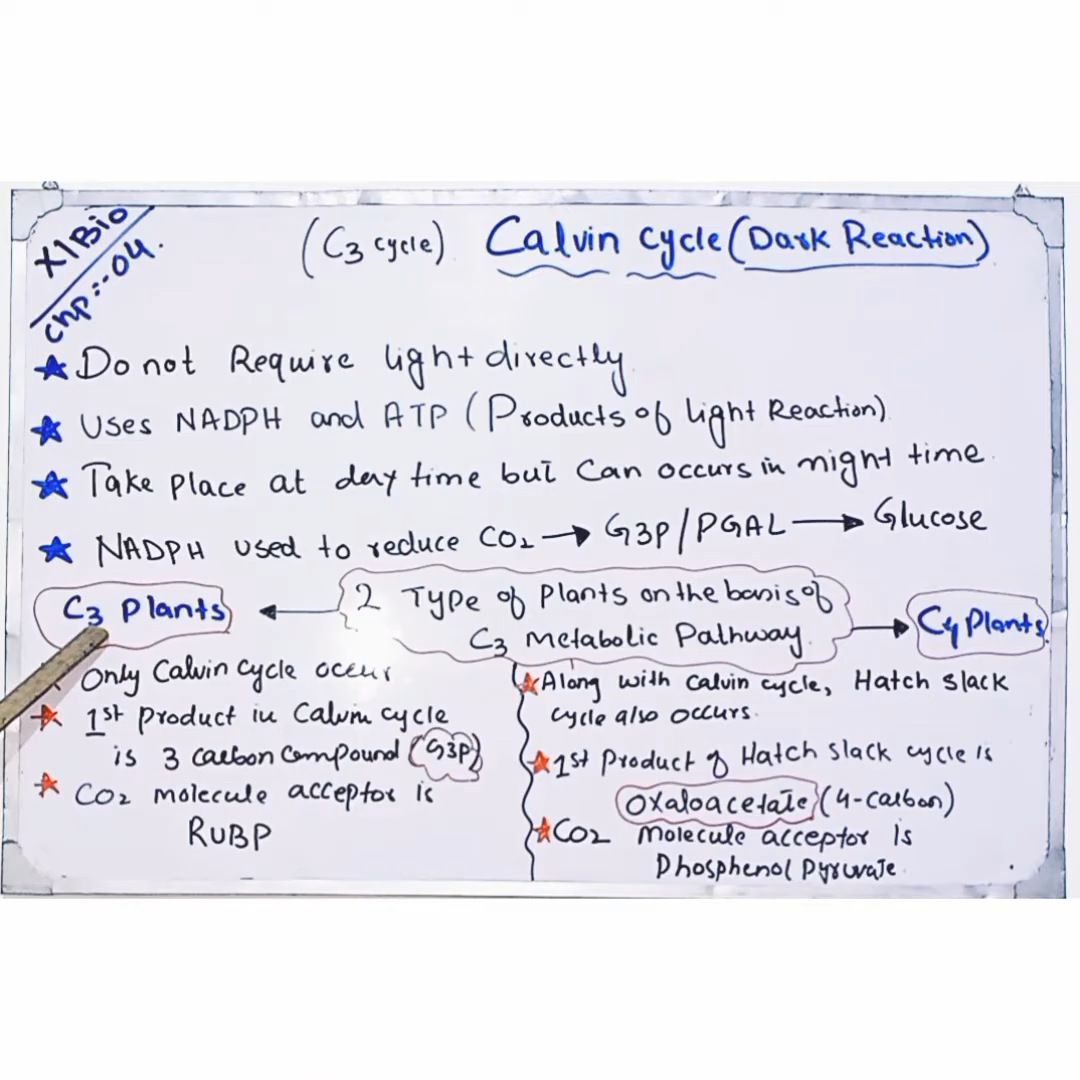 XI Bio
Chp:-04.
(C3 cycle) Calvin cycle (Dark Reaction)
Do not Require light directly
Uses NADPH and ATP (Products of light Reaction)
Take place at day time but Can occurs in night time
NADPH used to reduce CO2 → G3P/PGAL → Glucose
C3 Plants ← 2 Type of Plants on the basis of → C4 Plants
C3 Metabolic Pathway
Only Calvin cycle occur
1st product in Calvin cycle
is 3 carbon compound (G3P)
CO2 molecule acceptor is
RUBP
Along with calvin cycle, Hatch slack
cycle also occurs.
1st Product of Hatch slack cycle is
Oxaloacetate (4-carbon)
CO2 molecule acceptor is
Phosphenol Pyruvate.